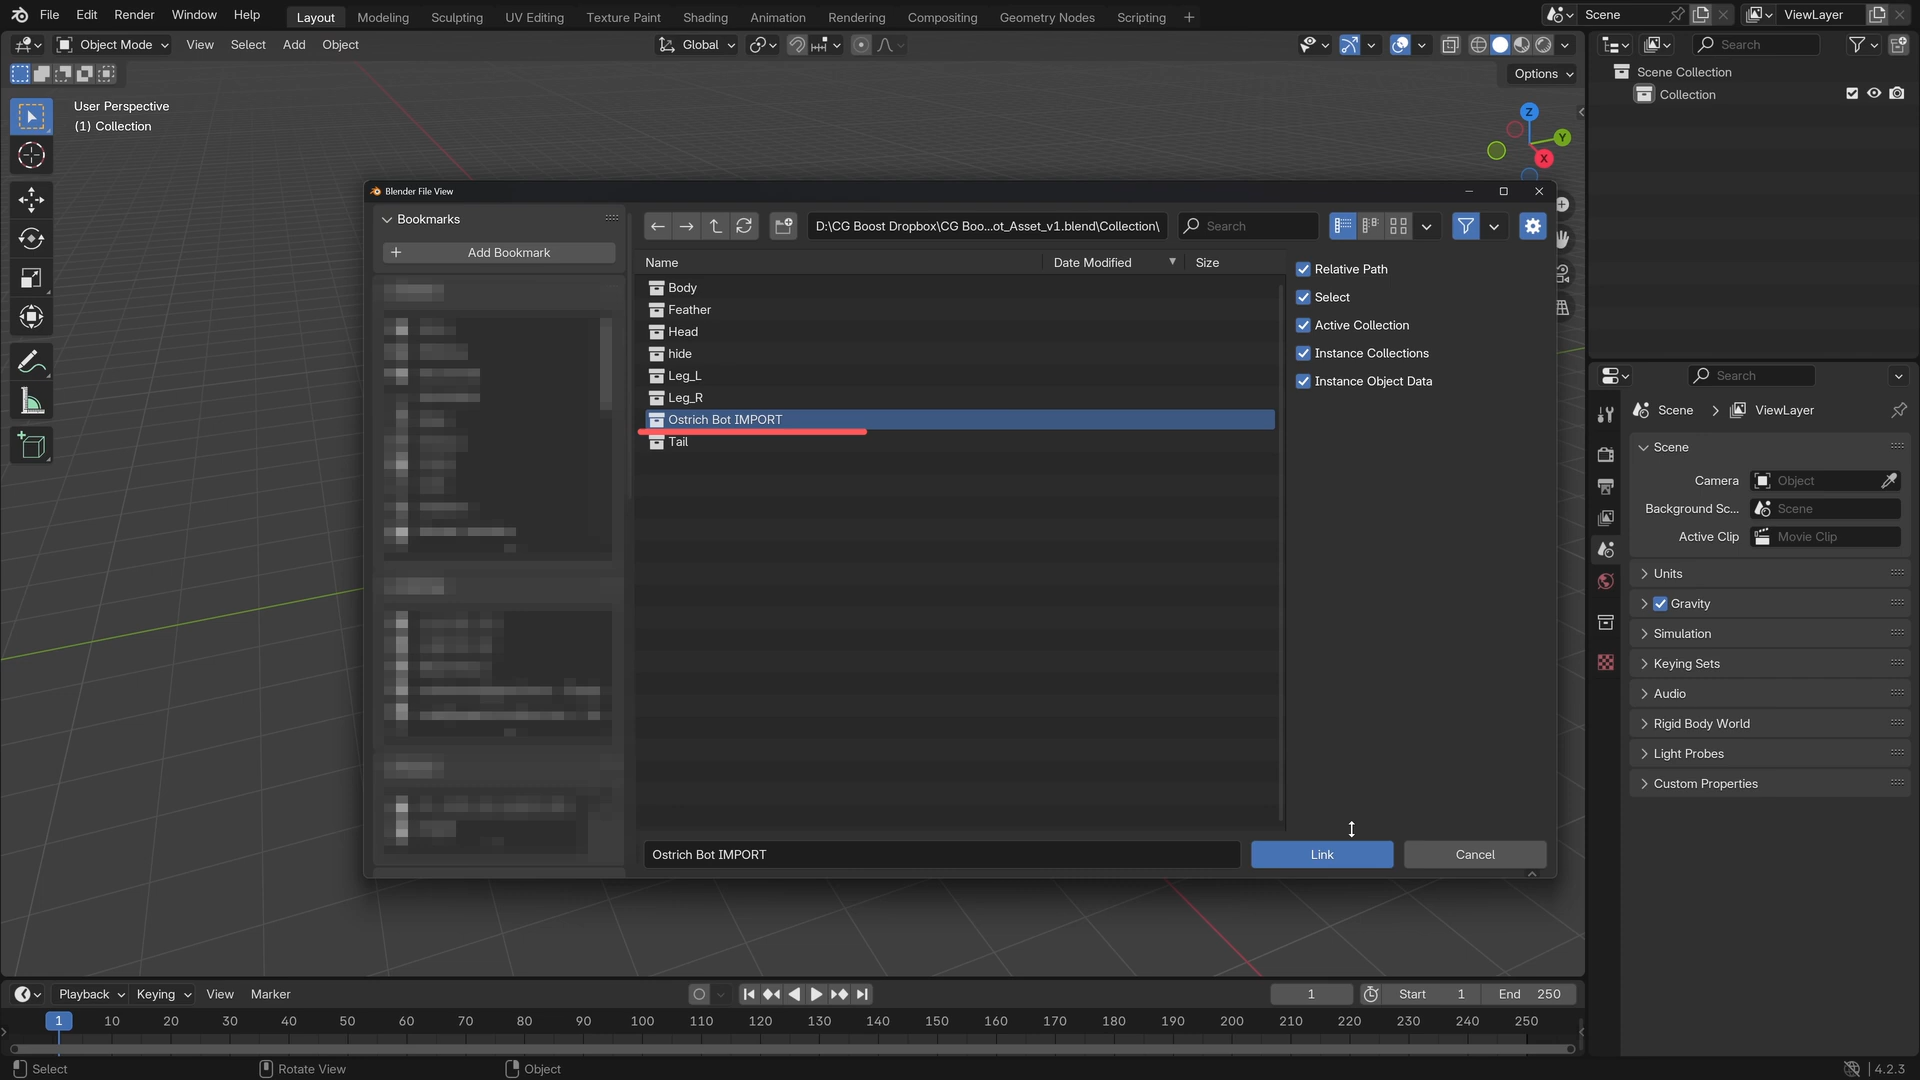 File Edit Render Window Help Layout Modeling Sculpting UV Editing Texture Paint Shading Animation Rendering Compositing Geometry Nodes Scripting + Scene ViewLayer
Object Mode View Select Add Object Global Search
Options
User Perspective
(1) Collection
Scene Collection
Collection
Z
Y
X
Blender File View
Bookmarks
Add Bookmark
D:\CG Boost Dropbox\CG Boo...ot_Asset_v1.blend\Collection\ Search
Name Date Modified Size
Body
Feather
Head
hide
Leg_L
Leg_R
Ostrich Bot IMPORT
Tail
Relative Path
Select
Active Collection
Instance Collections
Instance Object Data
Ostrich Bot IMPORT Link Cancel
Search
Scene ViewLayer
Scene
Camera Object
Background Sc... Scene
Active Clip Movie Clip
Units
Gravity
Simulation
Keying Sets
Audio
Rigid Body World
Light Probes
Custom Properties
Playback Keying View Marker 1 Start 1 End 250
1 10 20 30 40 50 60 70 80 90 100 110 120 130 140 150 160 170 180 190 200 210 220 230 240 250
Select Rotate View Object 4.2.3